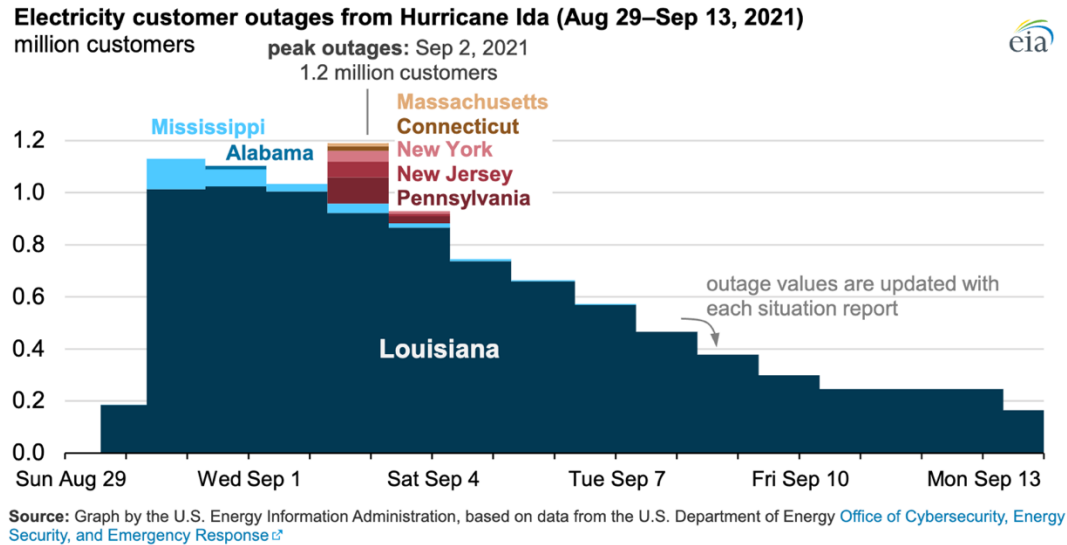 Electricity customer outages from Hurricane Ida (Aug 29–Sep 13, 2021)
million customers
eia
peak outages: Sep 2, 2021
1.2 million customers
Massachusetts
Connecticut
New York
New Jersey
Pennsylvania
Mississippi
Alabama
Louisiana
outage values are updated with
each situation report
1.2
1.0
0.8
0.6
0.4
0.2
0.0
Sun Aug 29
Wed Sep 1
Sat Sep 4
Tue Sep 7
Fri Sep 10
Mon Sep 13
Source: Graph by the U.S. Energy Information Administration, based on data from the U.S. Department of Energy Office of Cybersecurity, Energy
Security, and Emergency Response